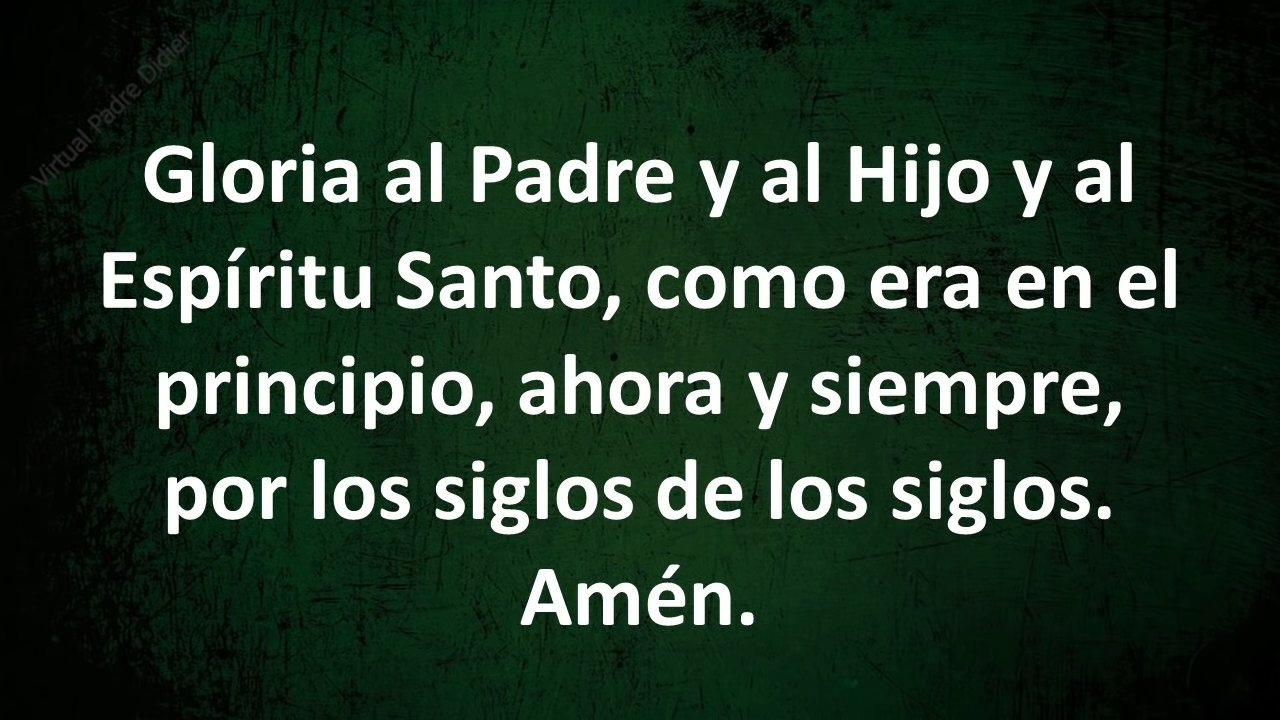 Virtual Padre Didier
Gloria al Padre y al Hijo y al
Espíritu Santo, como era en el
principio, ahora y siempre,
por los siglos de los siglos.
Amén.